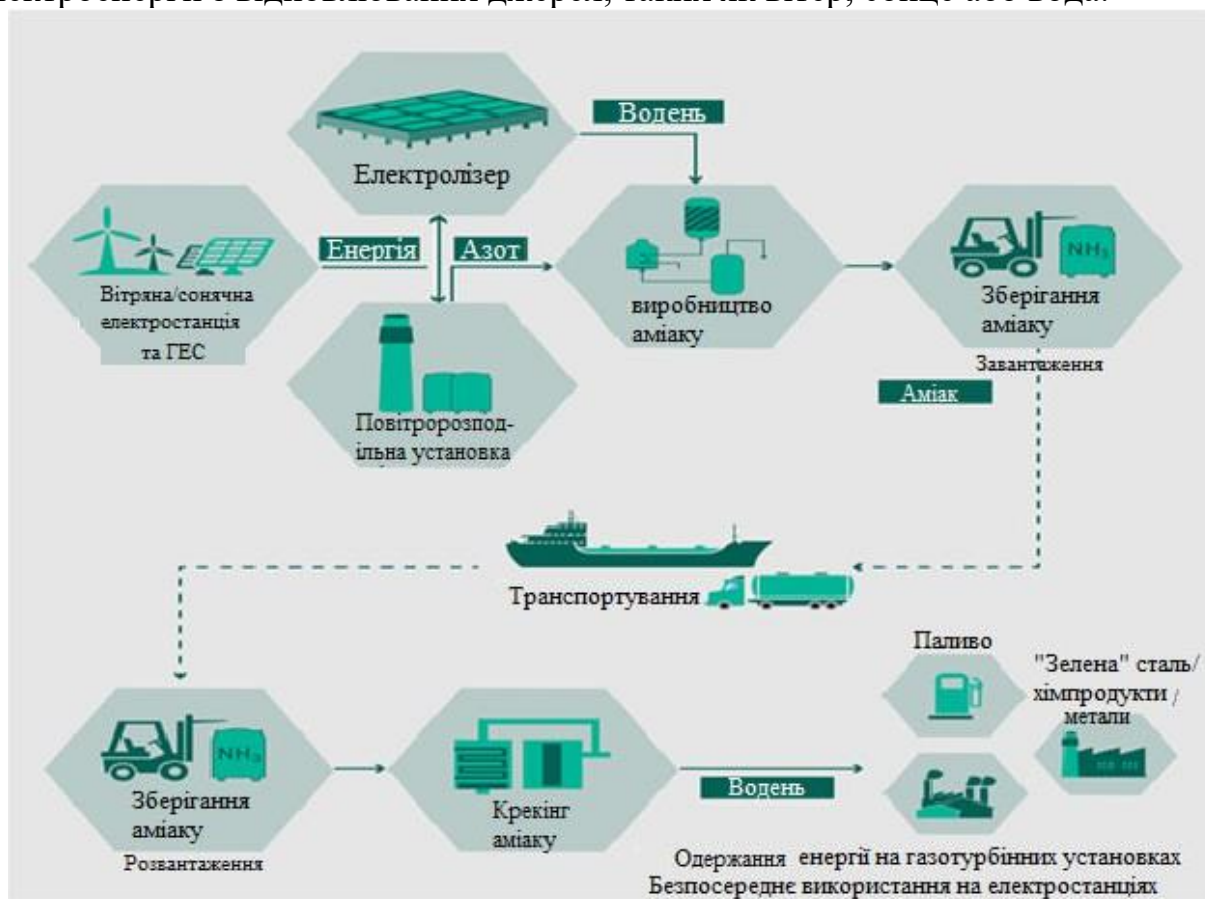 Водень
Електролізер
Енергія
Азот
Вітряна/сонячна
електростанція
та ГЕС
виробництво
аміаку
NH₃
Зберігання
аміаку
Завантаження
Повітророзпод-
ільна установка
Аміак
Транспортування
Паливо
"Зелена" сталь/
хімпродукти /
метали
NH₃
Зберігання
аміаку
Розвантаження
Крекінг
аміаку
Водень
Одержання енергії на газотурбінних установках
Безпосереднє використання на електростанціях